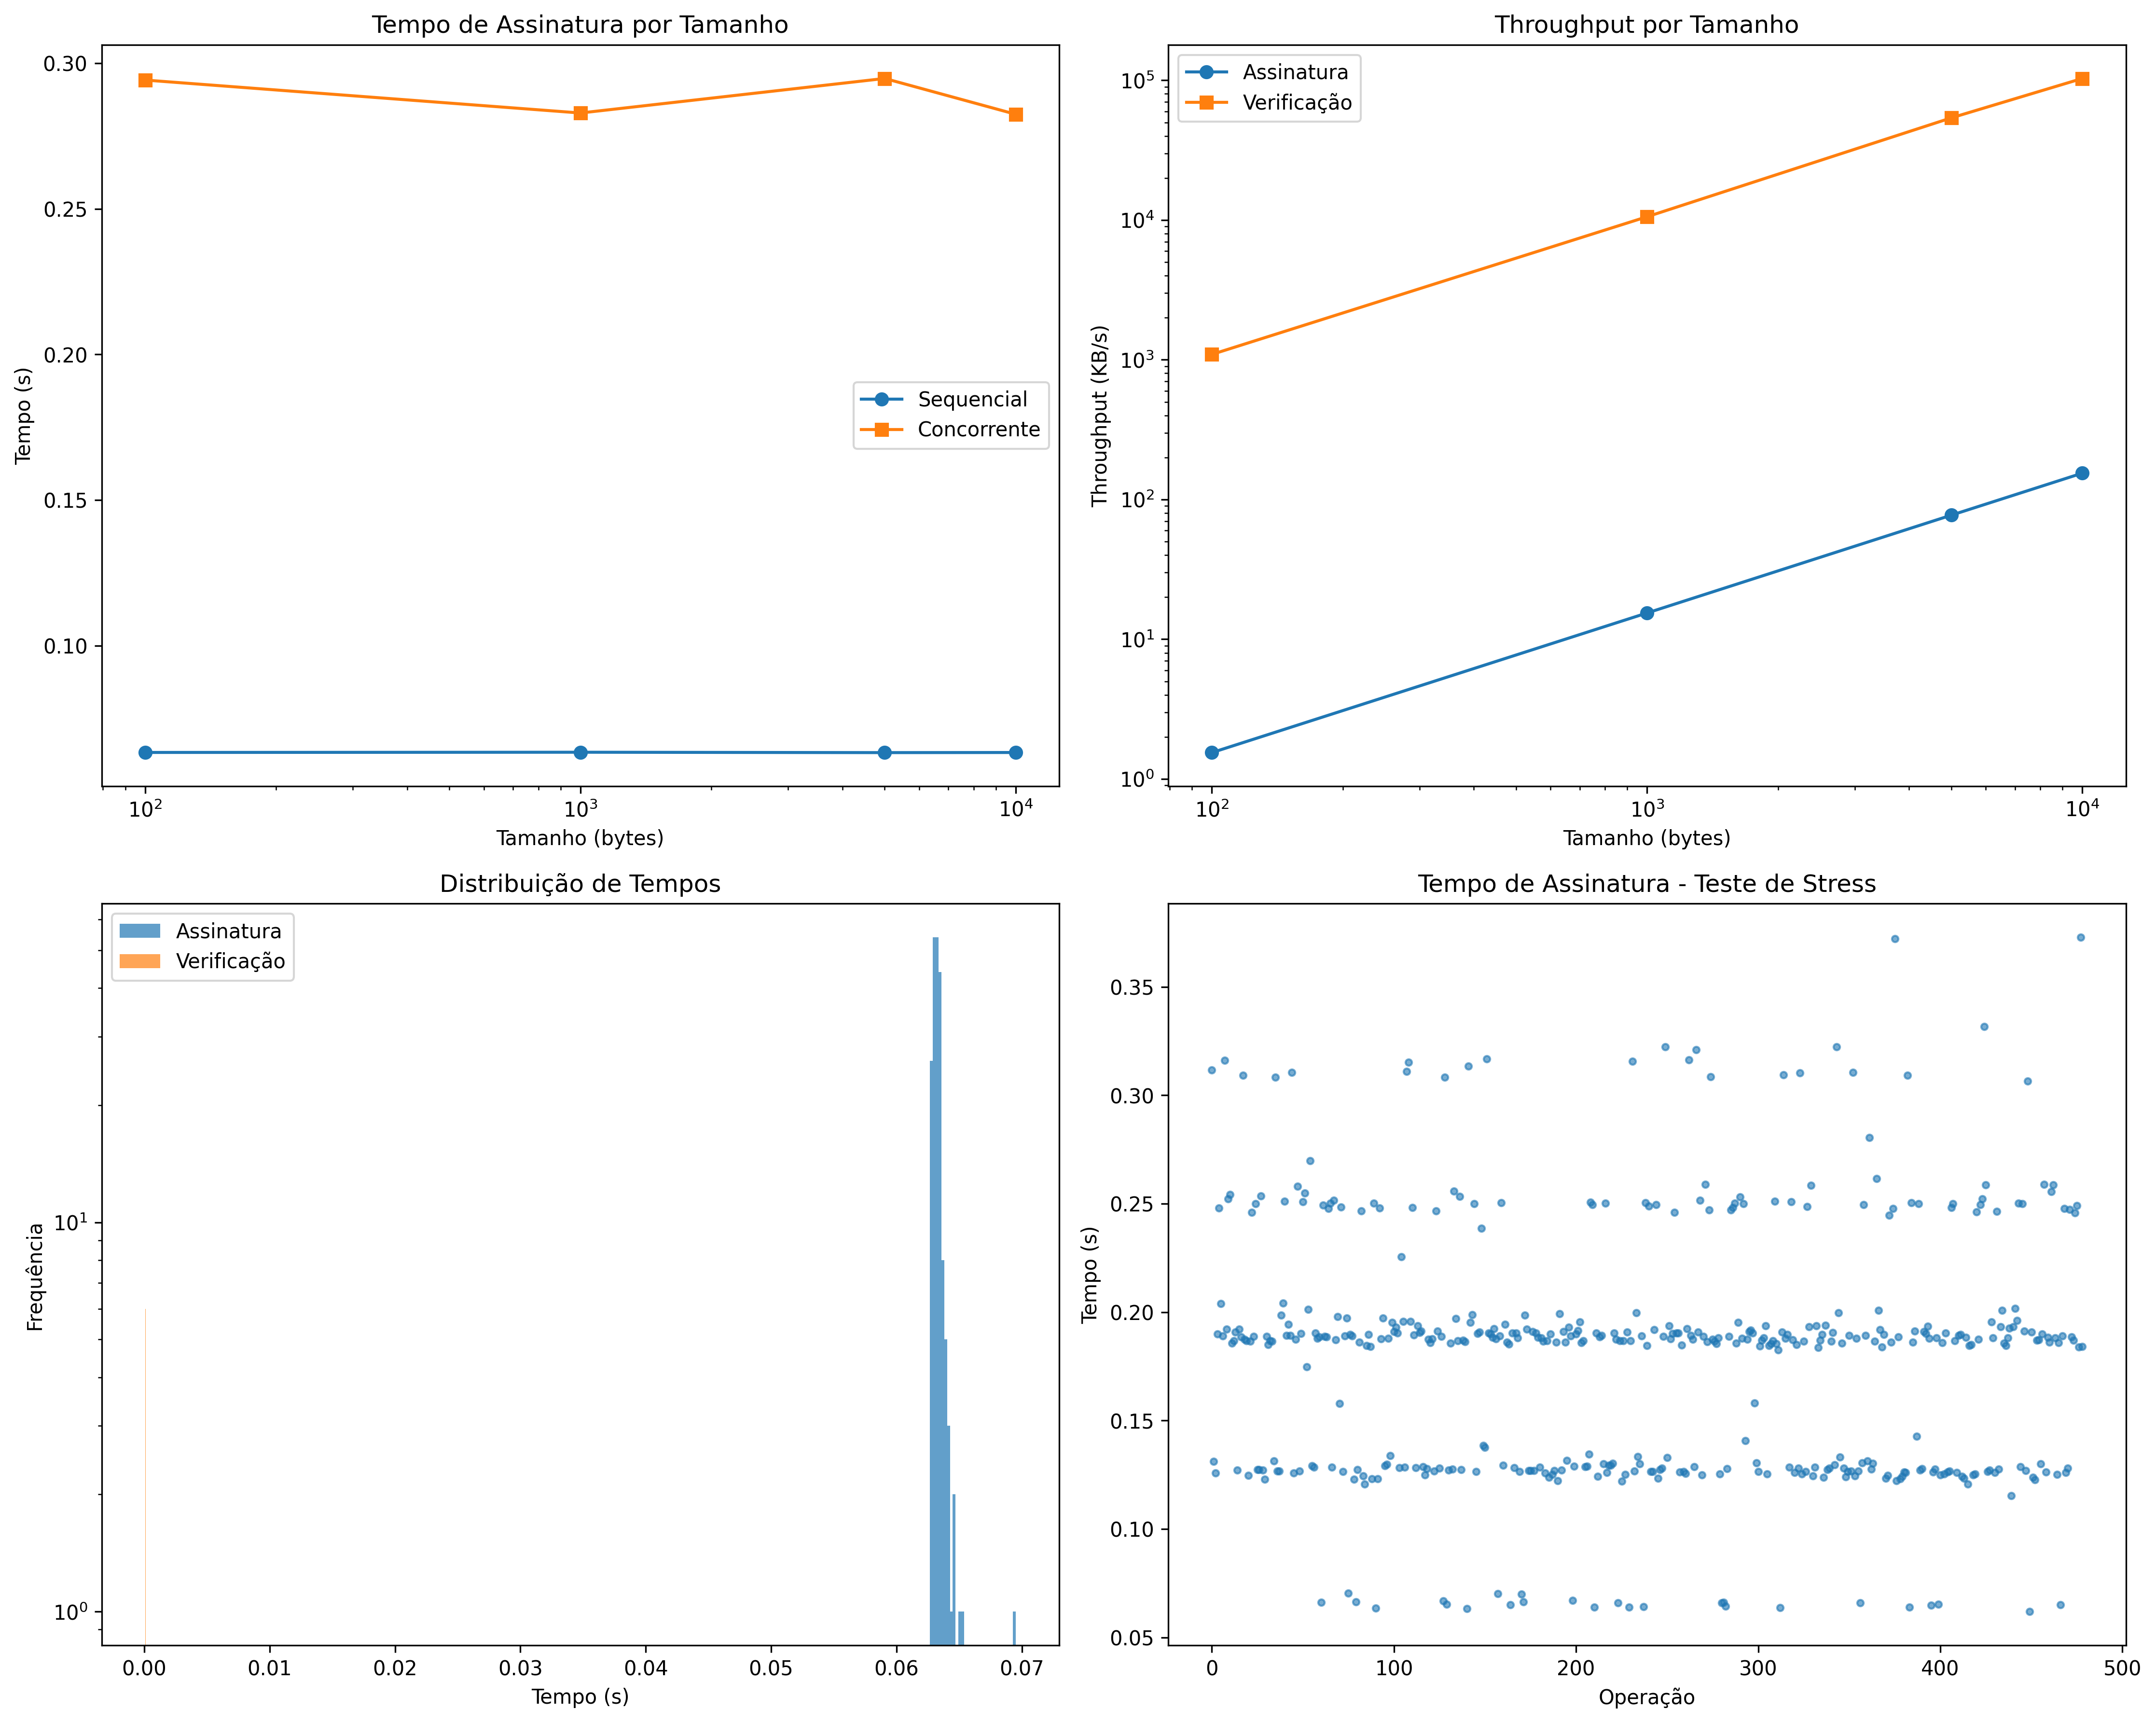 Tempo de Assinatura por Tamanho
Tempo (s)
0.30
0.25
0.20
0.15
0.10
Sequencial
Concorrente
10²
10³
10⁴
Tamanho (bytes)
Throughput por Tamanho
Throughput (KB/s)
Assinatura
Verificação
10⁵
10⁴
10³
10²
10¹
10⁰
10²
10³
10⁴
Tamanho (bytes)
Distribuição de Tempos
Frequência
Assinatura
Verificação
10¹
10⁰
0.00
0.01
0.02
0.03
0.04
0.05
0.06
0.07
Tempo (s)
Tempo de Assinatura - Teste de Stress
Tempo (s)
0.35
0.30
0.25
0.20
0.15
0.10
0.05
0
100
200
300
400
500
Operação